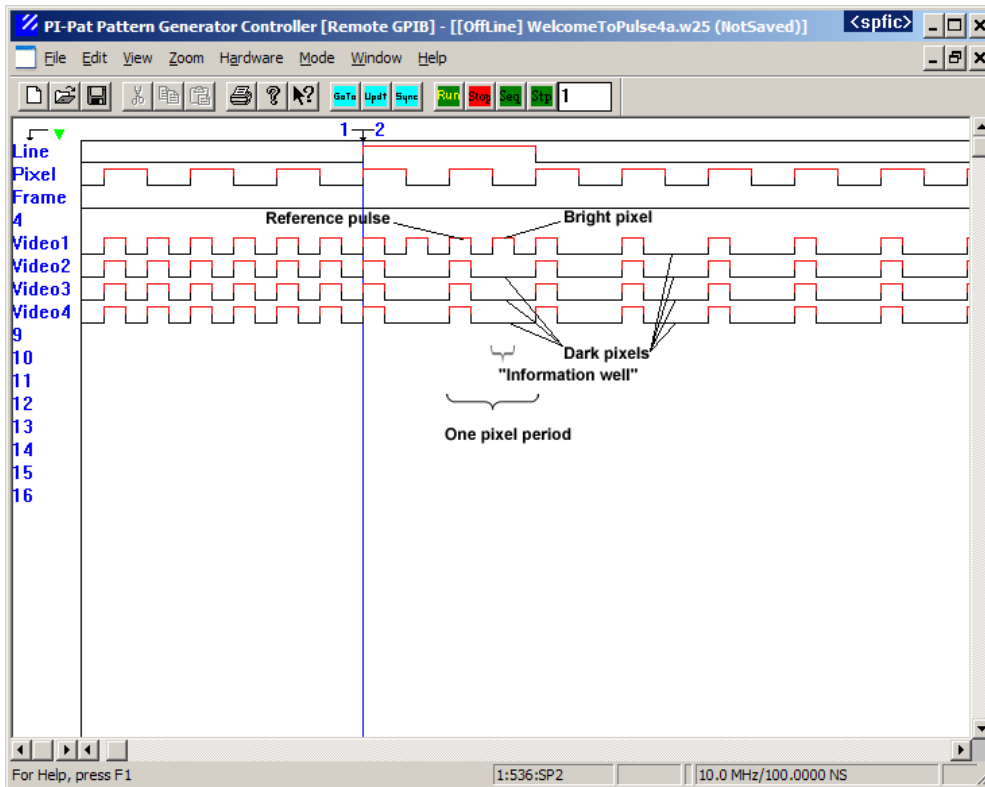 PI-Pat Pattern Generator Controller [Remote GPIB] - [[OffLine] WelcomeToPulse4a.w25 (NotSaved)] <spfic>
File Edit View Zoom Hardware Mode Window Help
GoTo Updt Sync Run Stop Seq Stp 1
1 2
Line
Pixel
Frame
4 Reference pulse Bright pixel
Video1
Video2
Video3
Video4
9
10 Dark pixels
11 "Information well"
12
13 One pixel period
14
15
16
For Help, press F1 1:536:SP2 10.0 MHz/100.0000 NS